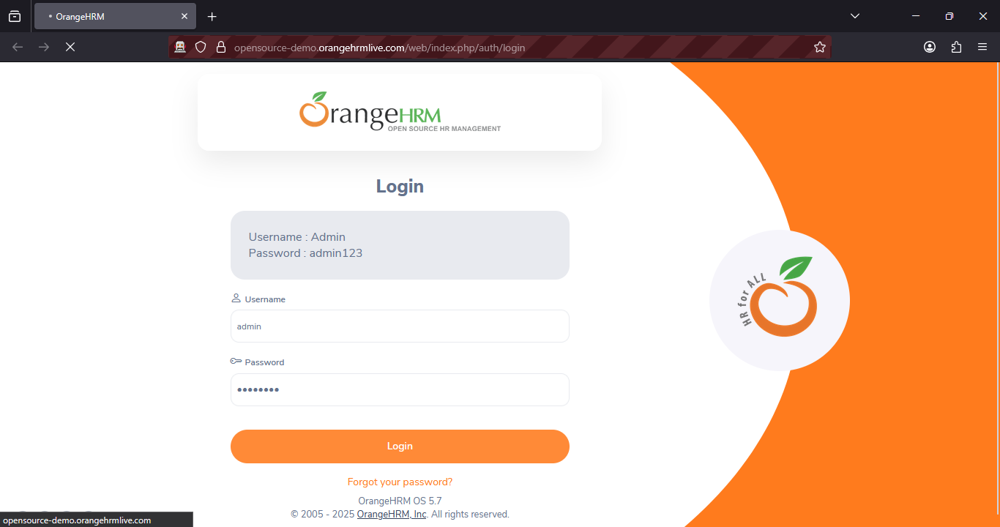 OrangeHRM
opensource-demo.orangehrmlive.com/web/index.php/auth/login
OrangeHRM
OPEN SOURCE HR MANAGEMENT
Login
Username : Admin
Password : admin123
Username
admin
Password
••••••••
Login
Forgot your password?
OrangeHRM OS 5.7
© 2005 - 2025 OrangeHRM, Inc. All rights reserved.
HR for ALL
opensource-demo.orangehrmlive.com